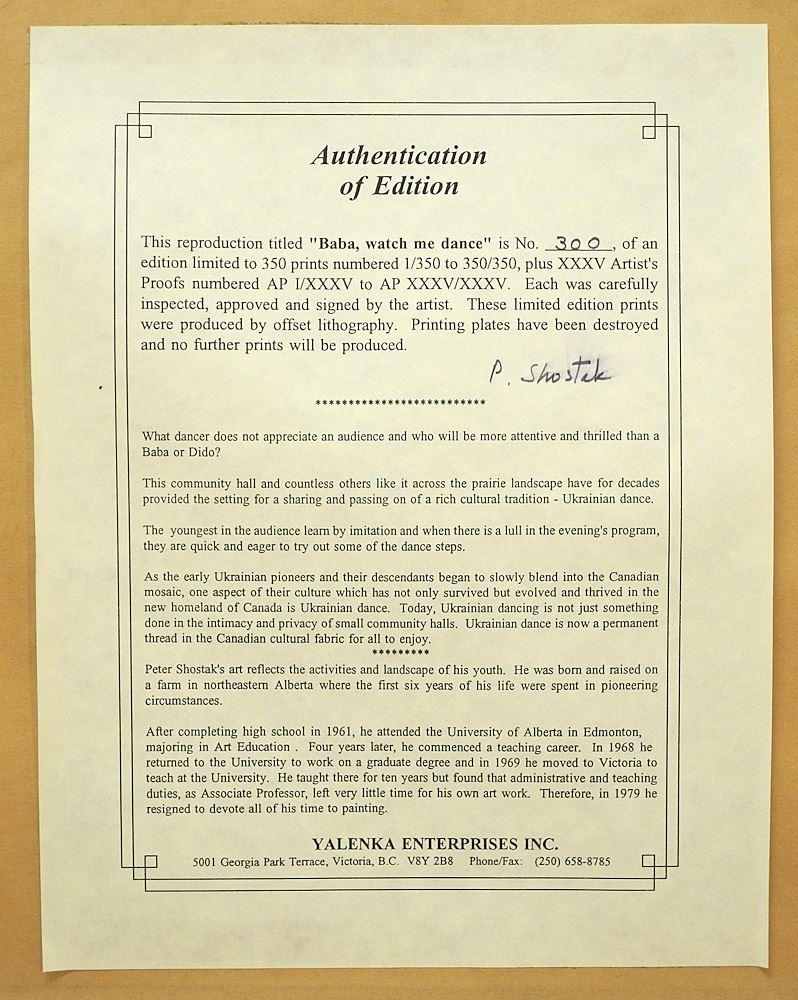 Authentication
of Edition
This reproduction titled "Baba, watch me dance" is No. 300, of an
edition limited to 350 prints numbered 1/350 to 350/350, plus XXXV Artist's
Proofs numbered AP I/XXXV to AP XXXV/XXXV. Each was carefully
inspected, approved and signed by the artist. These limited edition prints
were produced by offset lithography. Printing plates have been destroyed
and no further prints will be produced.
P. Shostak
**************************
What dancer does not appreciate an audience and who will be more attentive and thrilled than a
Baba or Dido?
This community hall and countless others like it across the prairie landscape have for decades
provided the setting for a sharing and passing on of a rich cultural tradition - Ukrainian dance.
The youngest in the audience learn by imitation and when there is a lull in the evening's program,
they are quick and eager to try out some of the dance steps.
As the early Ukrainian pioneers and their descendants began to slowly blend into the Canadian
mosaic, one aspect of their culture which has not only survived but evolved and thrived in the
new homeland of Canada is Ukrainian dance. Today, Ukrainian dancing is not just something
done in the intimacy and privacy of small community halls. Ukrainian dance is now a permanent
thread in the Canadian cultural fabric for all to enjoy.
*********
Peter Shostak's art reflects the activities and landscape of his youth. He was born and raised on
a farm in northeastern Alberta where the first six years of his life were spent in pioneering
circumstances.
After completing high school in 1961, he attended the University of Alberta in Edmonton,
majoring in Art Education . Four years later, he commenced a teaching career. In 1968 he
returned to the University to work on a graduate degree and in 1969 he moved to Victoria to
teach at the University. He taught there for ten years but found that administrative and teaching
duties, as Associate Professor, left very little time for his own art work. Therefore, in 1979 he
resigned to devote all of his time to painting.
YALENKA ENTERPRISES INC.
5001 Georgia Park Terrace, Victoria, B.C. V8Y 2B8 Phone/Fax: (250) 658-8785